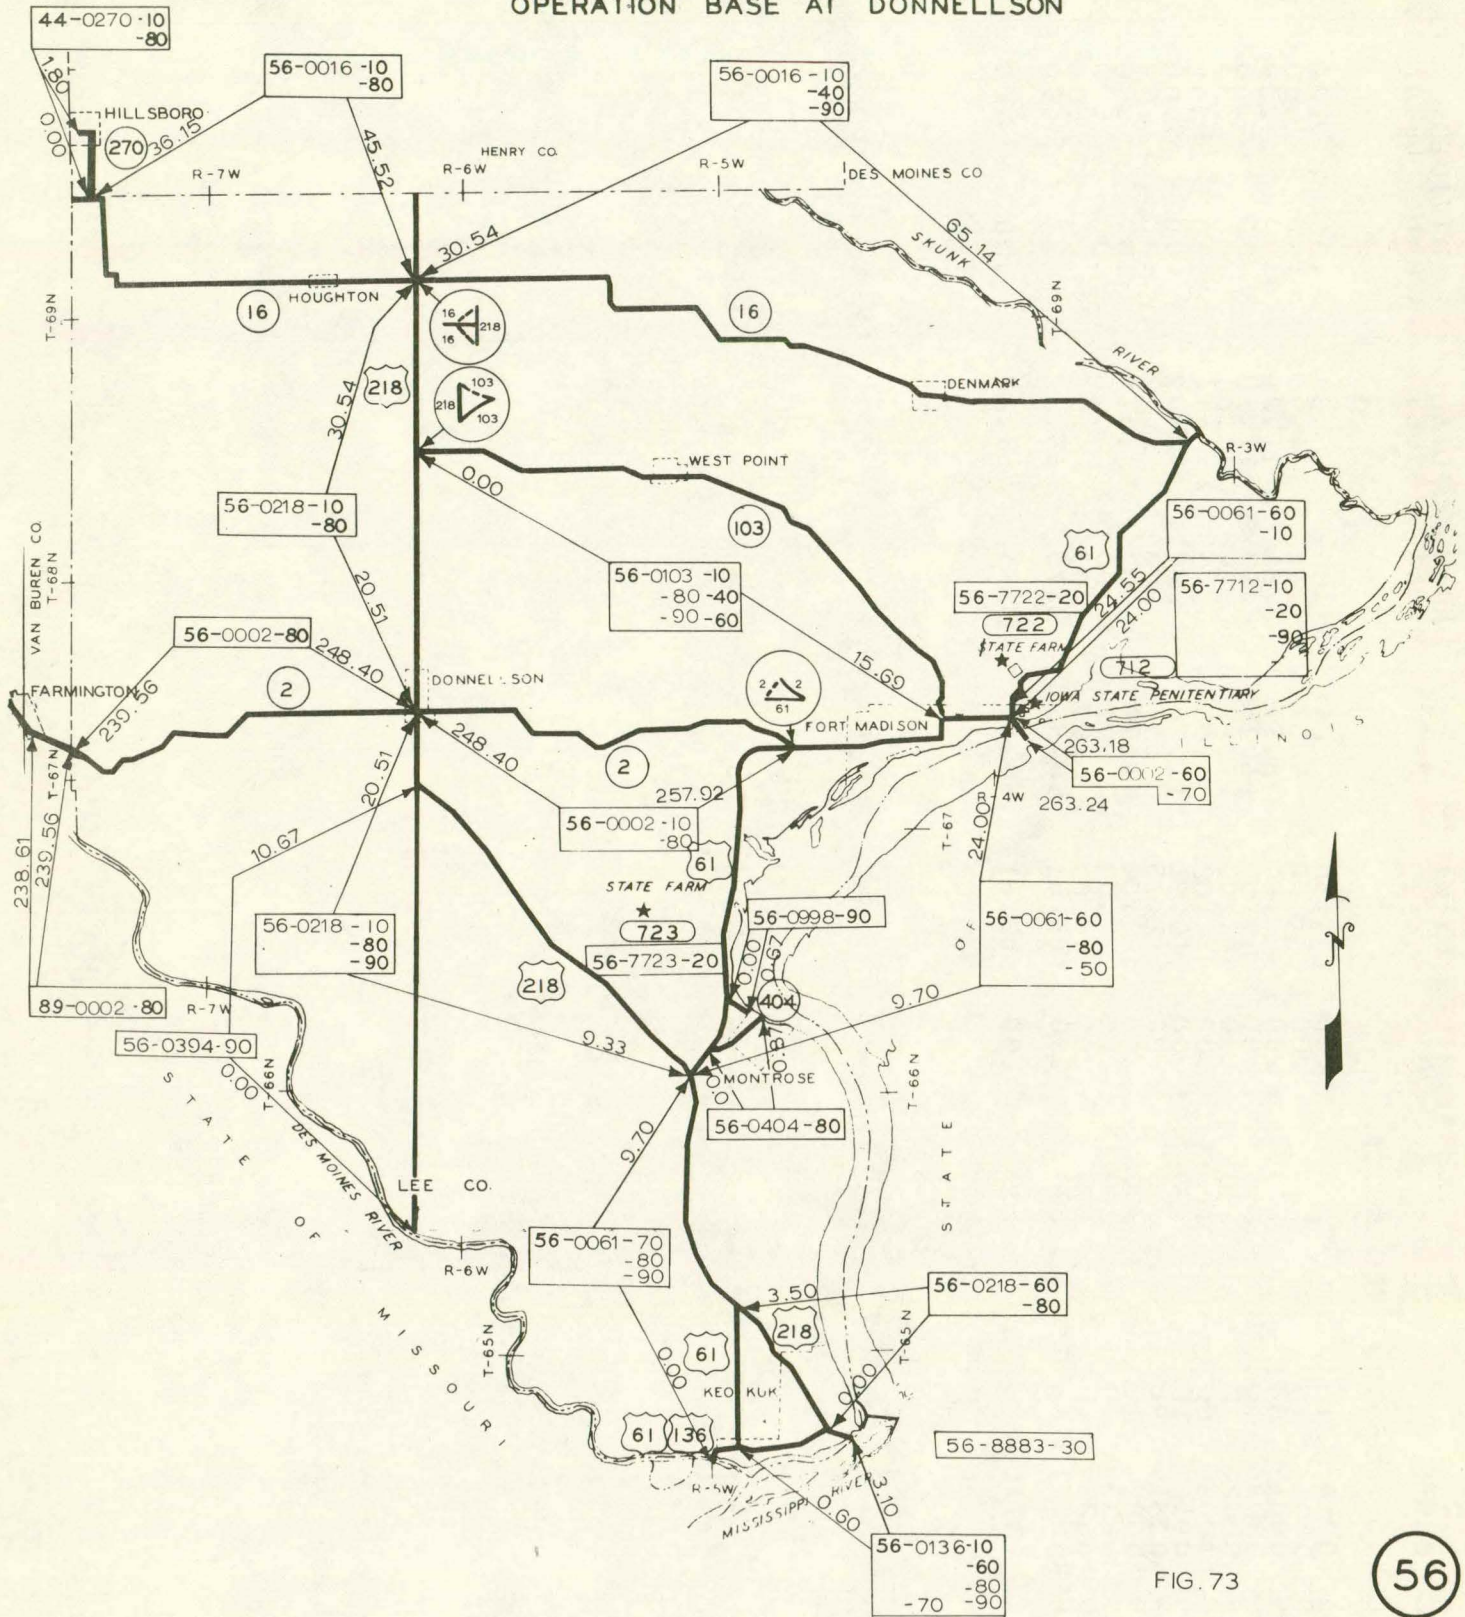 OPERATION BASE AT DONNELLSON
44-0270-10
-80
1.80
0.00
HILLSBORO
270
36.15
56-0016-10
-80
45.52
56-0016-10
-40
-90
HENRY CO.
R-7W
R-6W
R-5W
DES MOINES CO
30.54
65.14
SKUNK
RIVER
T-69N
T-69N
HOUGHTON
16
16
16
218
16
218
103
218
103
16
DENMARK
R-3W
30.54
WEST POINT
0.00
103
56-0218-10
-80
20.51
56-0061-60
-10
61
24.55
24.00
56-0103-10
-80-40
-90-60
56-7722-20
722
STATE FARM
56-7712-10
-20
-90
712
IOWA STATE PENITENTIARY
VAN BUREN CO.
T-68N
56-0002-80
248.40
239.56
FARMINGTON
2
DONNELLSON
15.69
2
2
61
FORT MADISON
ILLINOIS
T-67N
248.40
2
257.92
263.18
56-0002-60
-70
R-4W
263.24
24.00
T-67
20.51
10.67
56-0002-10
-80
61
238.61
239.56
STATE FARM
723
56-7723-20
56-0998-90
0.00
0.67
56-0061-60
-80
-50
OF
56-0218-10
-80
-90
218
404
9.70
89-0002-80
R-7W
56-0394-90
0.00
9.33
0.87
0.00
MONTROSE
56-0404-80
T-66N
T-66N
STATE
OF
MISSOURI
DES MOINES RIVER
LEE CO.
9.70
STATE
56-0061-70
-80
-90
R-6W
56-0218-60
-80
3.50
218
61
T-65N
T-65N
0.00
0.00
KEOKUK
61
136
56-8883-30
R-5W
MISSISSIPPI RIVER
0.60
3.10
56-0136-10
-60
-80
-70 -90
N
FIG. 73
56